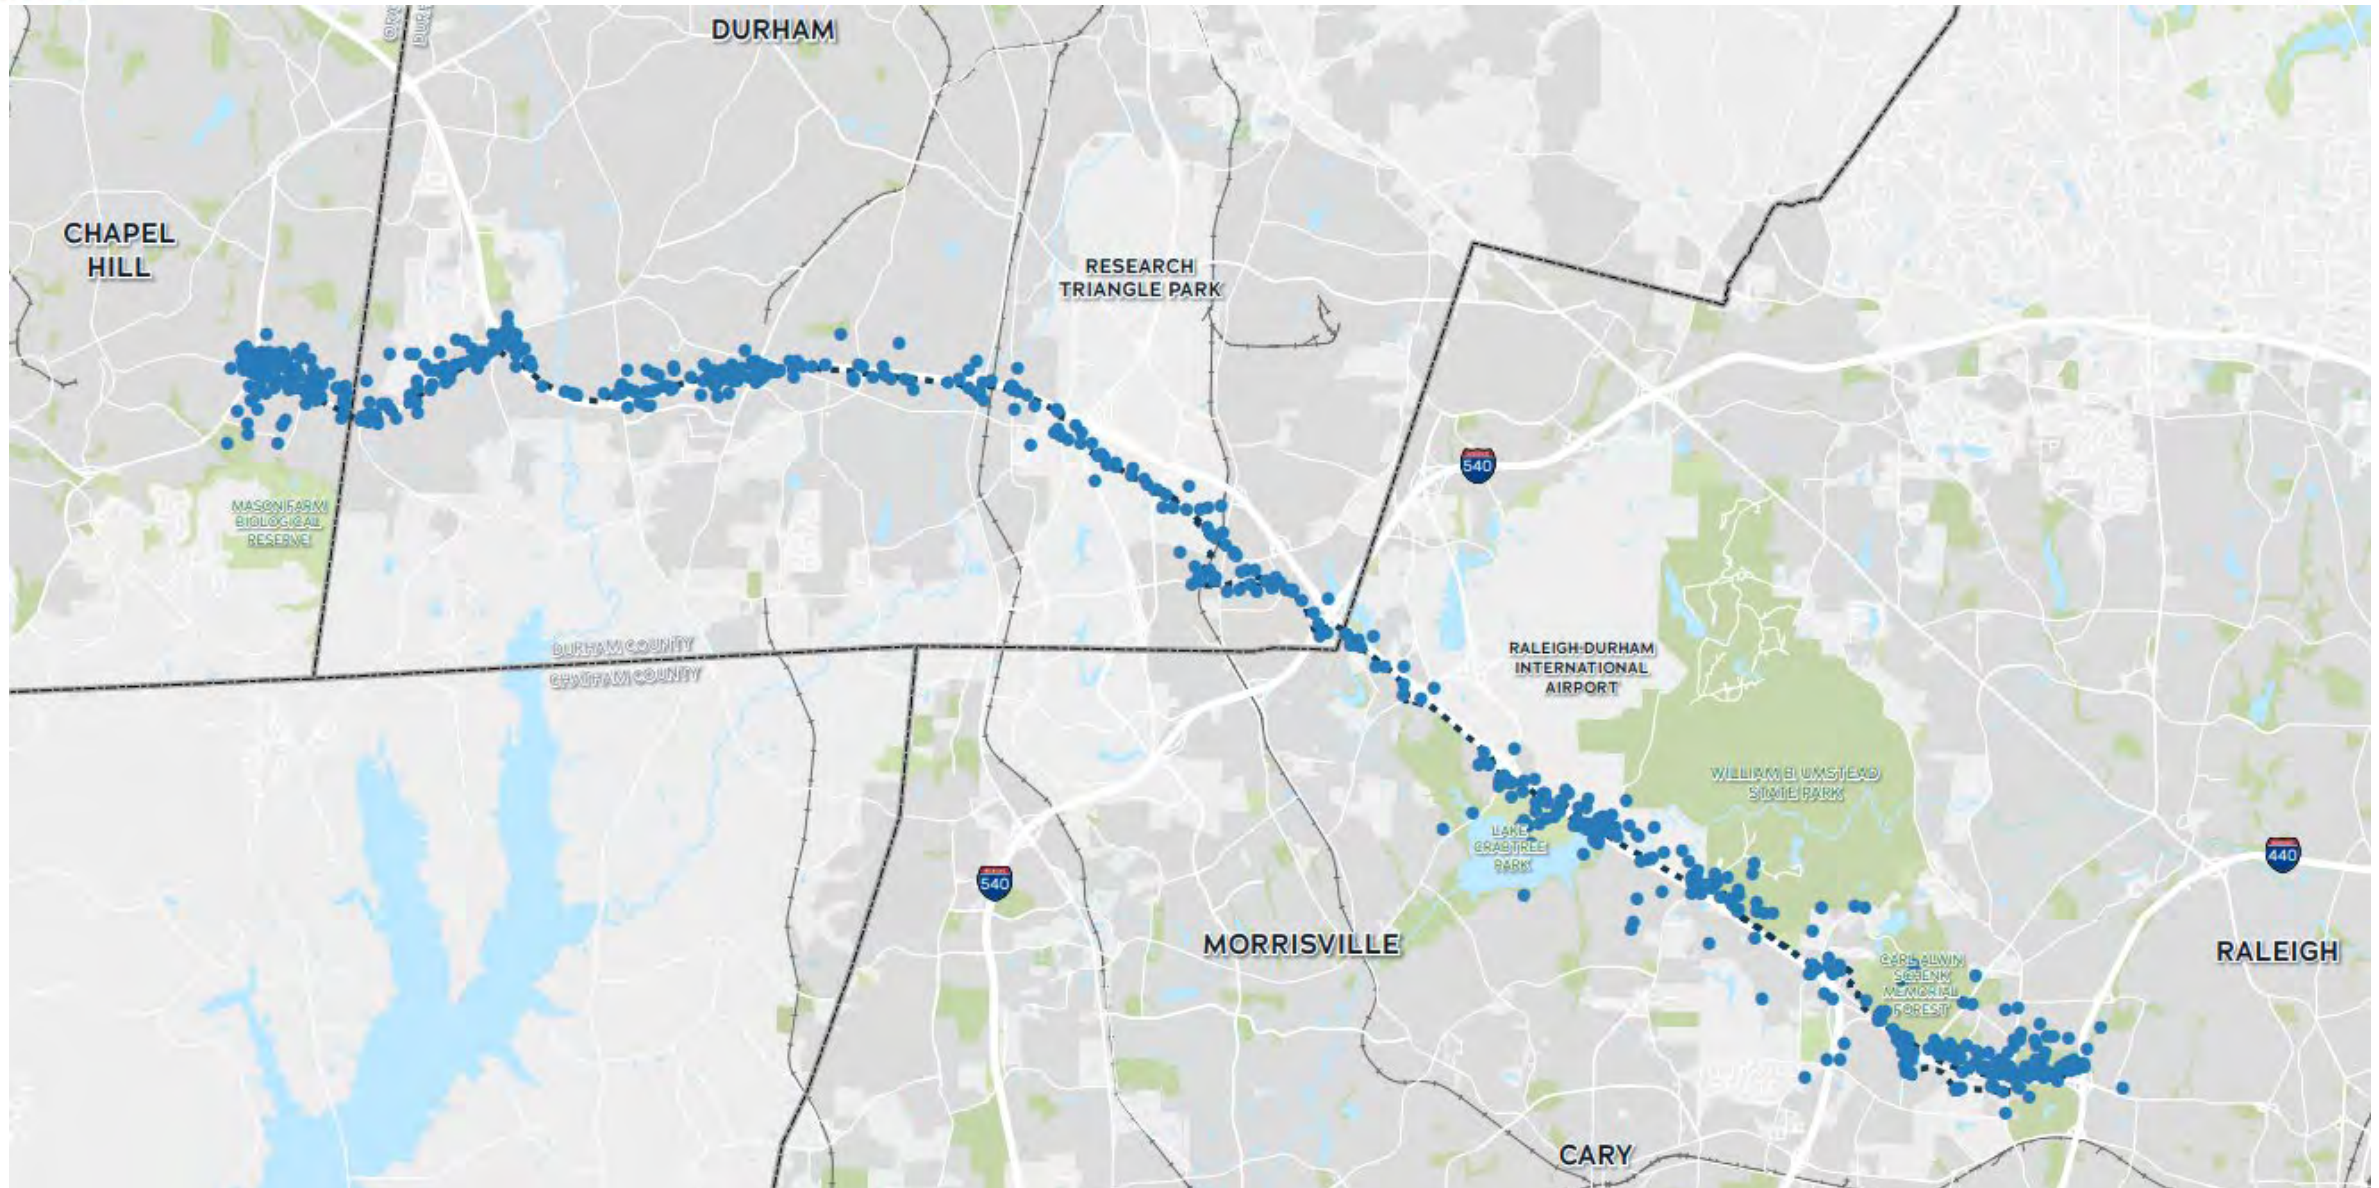 DURHAM
CHAPEL
HILL
RESEARCH
TRIANGLE PARK
540
MASON FARM
BIOLOGICAL
RESERVE
DURHAM COUNTY
CHATHAM COUNTY
RALEIGH-DURHAM
INTERNATIONAL
AIRPORT
WILLIAM B. UMSTEAD
STATE PARK
LAKE
CRABTREE
PARK
540
440
MORRISVILLE
RALEIGH
CARL ALWIN
SCHENK
MEMORIAL
FOREST
CARY